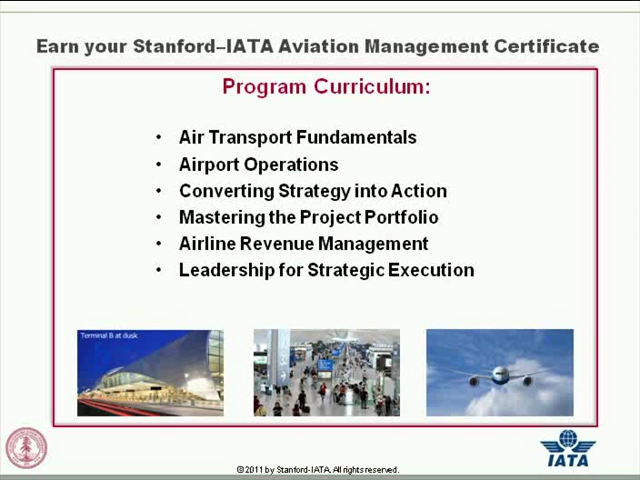 Earn your Stanford–IATA Aviation Management Certificate
Program Curriculum:
• Air Transport Fundamentals
• Airport Operations
• Converting Strategy into Action
• Mastering the Project Portfolio
• Airline Revenue Management
• Leadership for Strategic Execution
Terminal B at dusk
IATA
© 2011 by Stanford-IATA. All rights reserved.